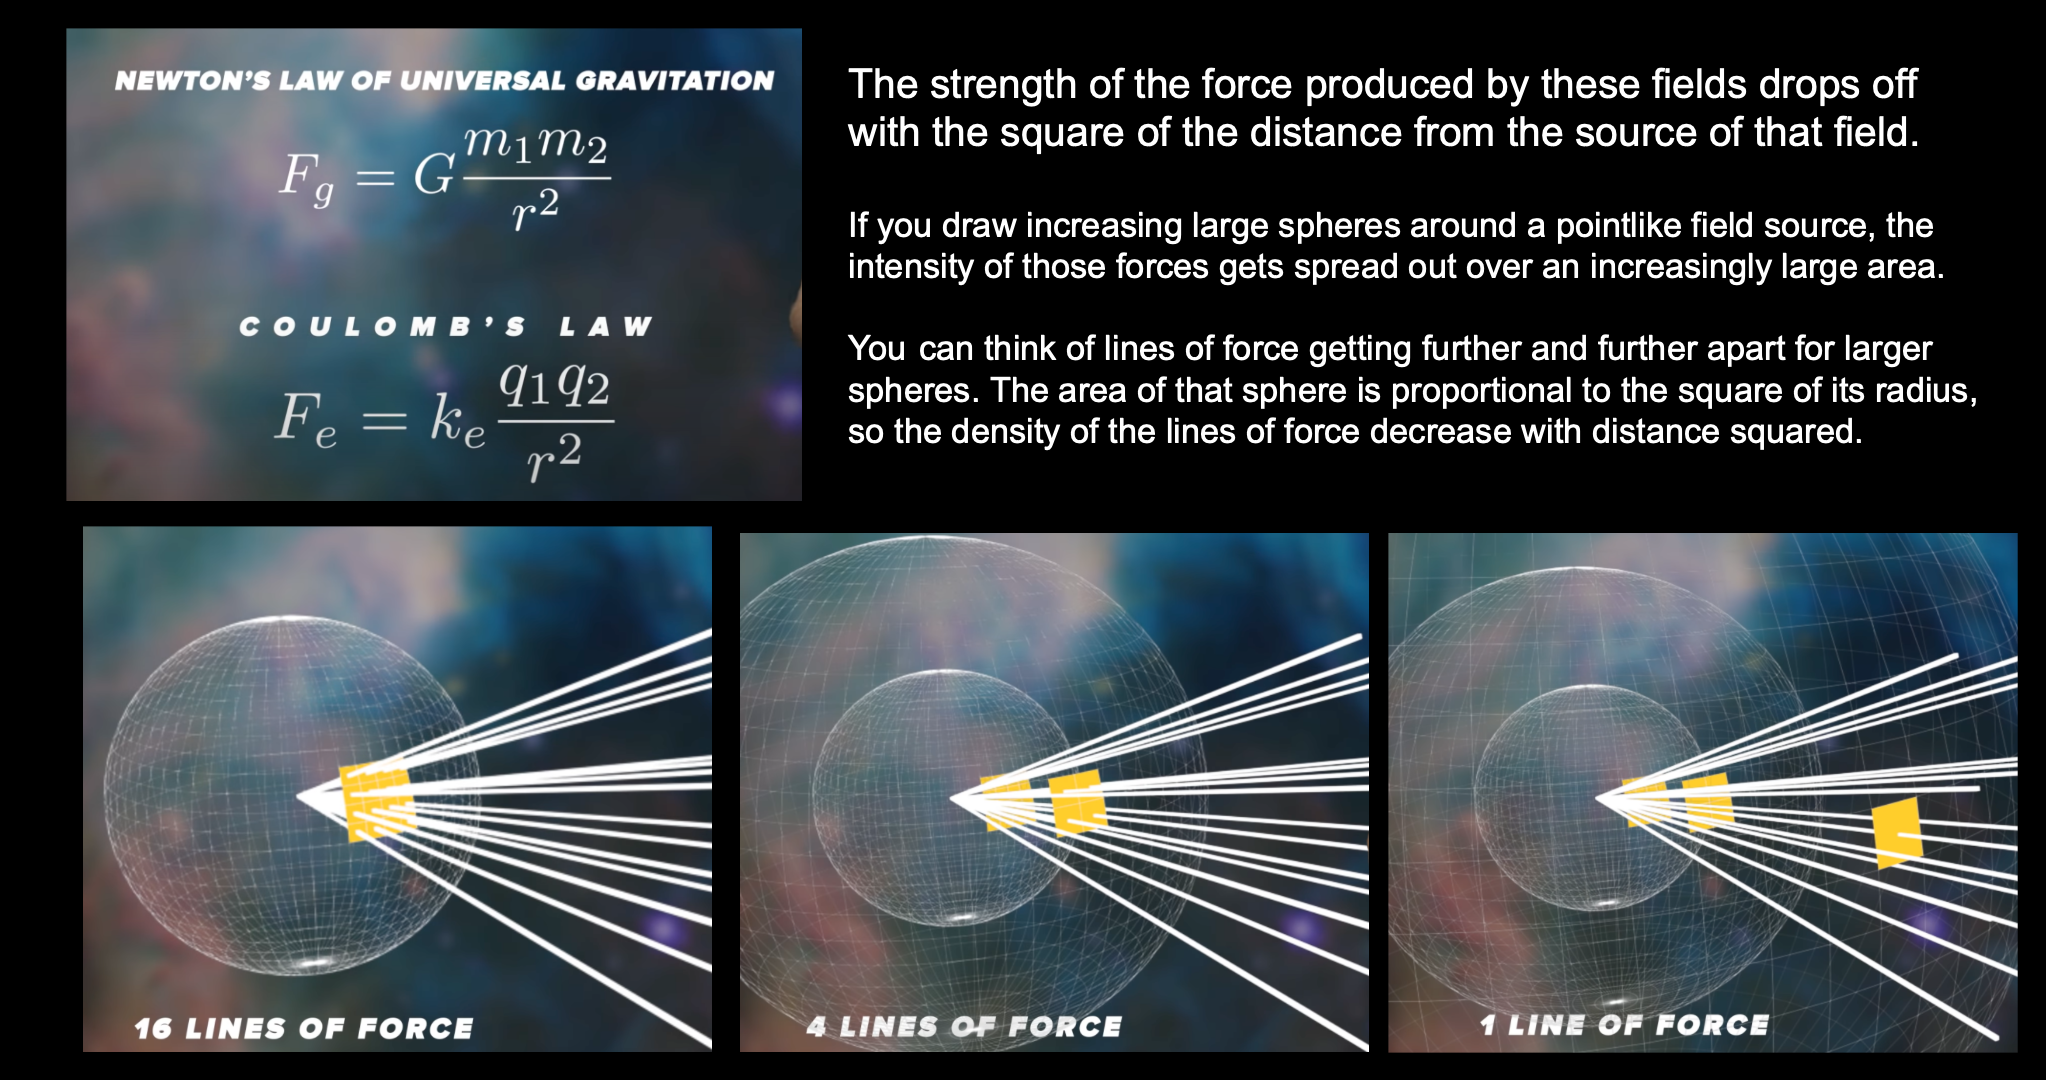 NEWTON'S LAW OF UNIVERSAL GRAVITATION
F_g = G \frac{m_1 m_2}{r^2}
COULOMB'S LAW
F_e = k_e \frac{q_1 q_2}{r^2}
The strength of the force produced by these fields drops off
with the square of the distance from the source of that field.
If you draw increasing large spheres around a pointlike field source, the
intensity of those forces gets spread out over an increasingly large area.
You can think of lines of force getting further and further apart for larger
spheres. The area of that sphere is proportional to the square of its radius,
so the density of the lines of force decrease with distance squared.
16 LINES OF FORCE
4 LINES OF FORCE
1 LINE OF FORCE